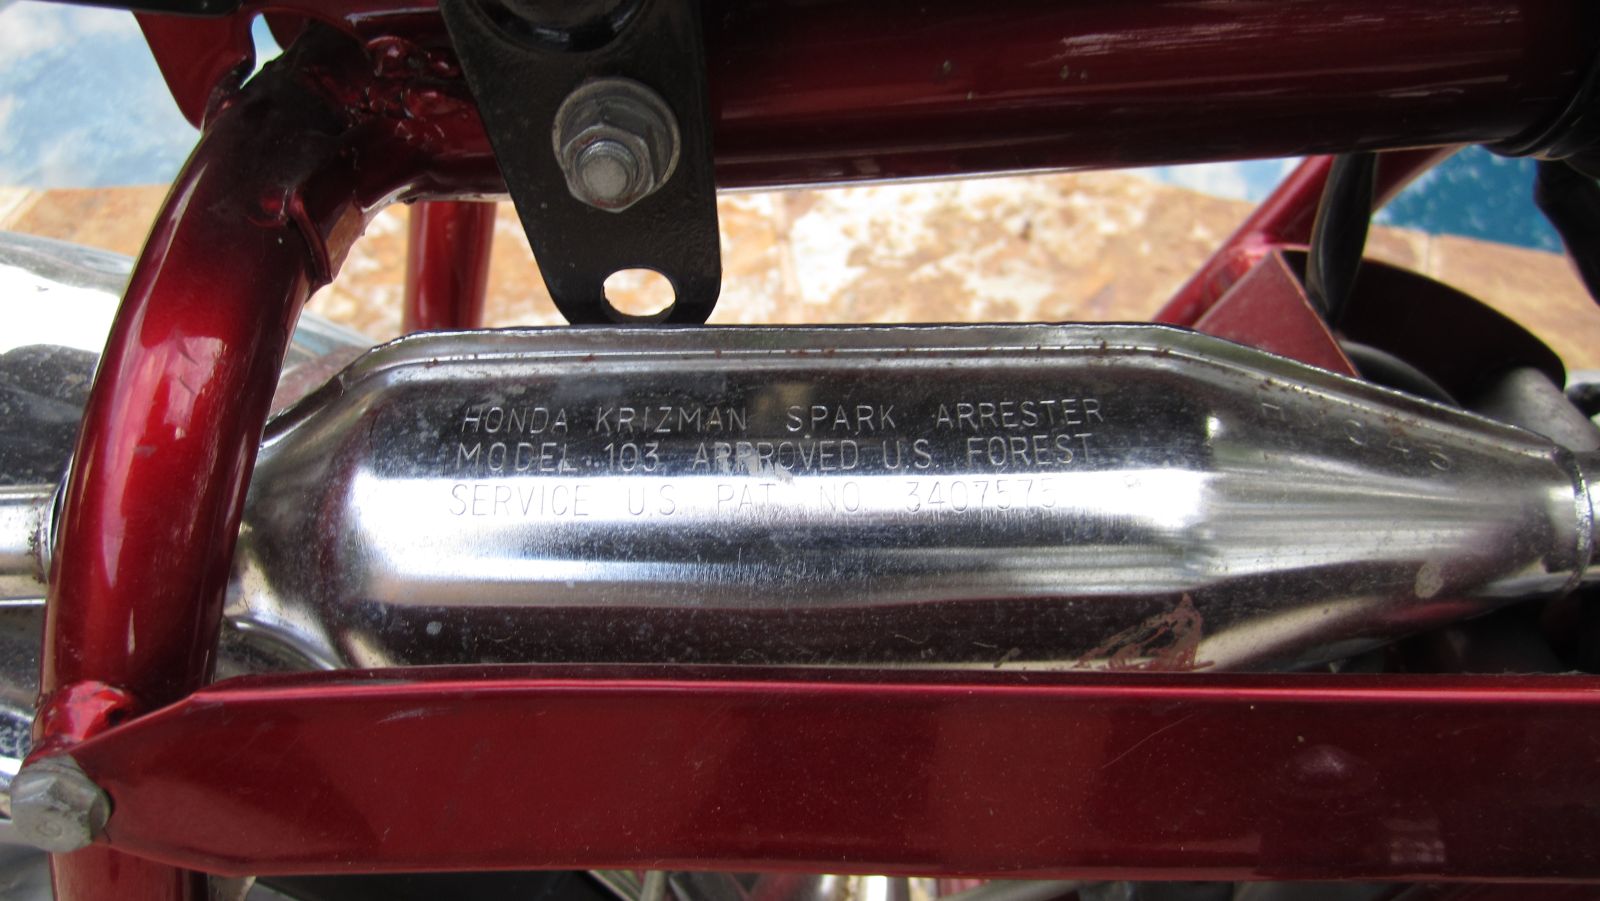 HONDA KRIZMAN SPARK ARRESTER
MODEL 103 APPROVED U.S. FOREST
SERVICE U.S. PAT NO. 3407575